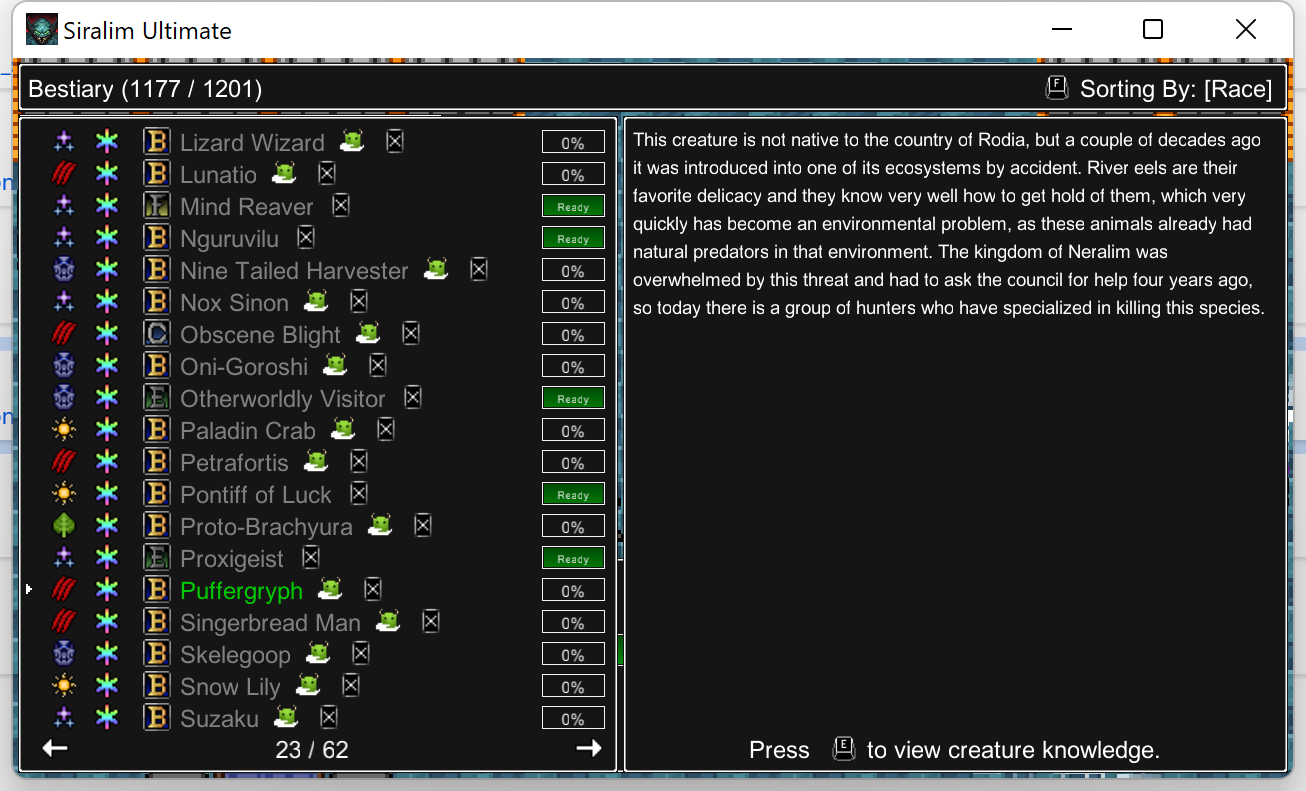 Siralim Ultimate
Bestiary (1177 / 1201)
F Sorting By: [Race]
B Lizard Wizard 0%
B Lunatio 0%
F Mind Reaver Ready
B Nguruvilu Ready
B Nine Tailed Harvester 0%
B Nox Sinon 0%
C Obscene Blight 0%
B Oni-Goroshi 0%
E Otherworldly Visitor Ready
B Paladin Crab 0%
B Petrafortis 0%
B Pontiff of Luck Ready
B Proto-Brachyura 0%
E Proxigeist Ready
B Puffergryph 0%
B Singerbread Man 0%
B Skelegoop 0%
B Snow Lily 0%
B Suzaku 0%
23 / 62
This creature is not native to the country of Rodia, but a couple of decades ago
it was introduced into one of its ecosystems by accident. River eels are their
favorite delicacy and they know very well how to get hold of them, which very
quickly has become an environmental problem, as these animals already had
natural predators in that environment. The kingdom of Neralim was
overwhelmed by this threat and had to ask the council for help four years ago,
so today there is a group of hunters who have specialized in killing this species.
Press E to view creature knowledge.